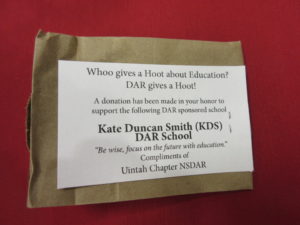 Whoo gives a Hoot about Education?
DAR gives a Hoot!
A donation has been made in your honor to
support the following DAR sponsored school
Kate Duncan Smith (KDS)
DAR School
"Be wise, focus on the future with education."
Compliments of
Uintah Chapter NSDAR